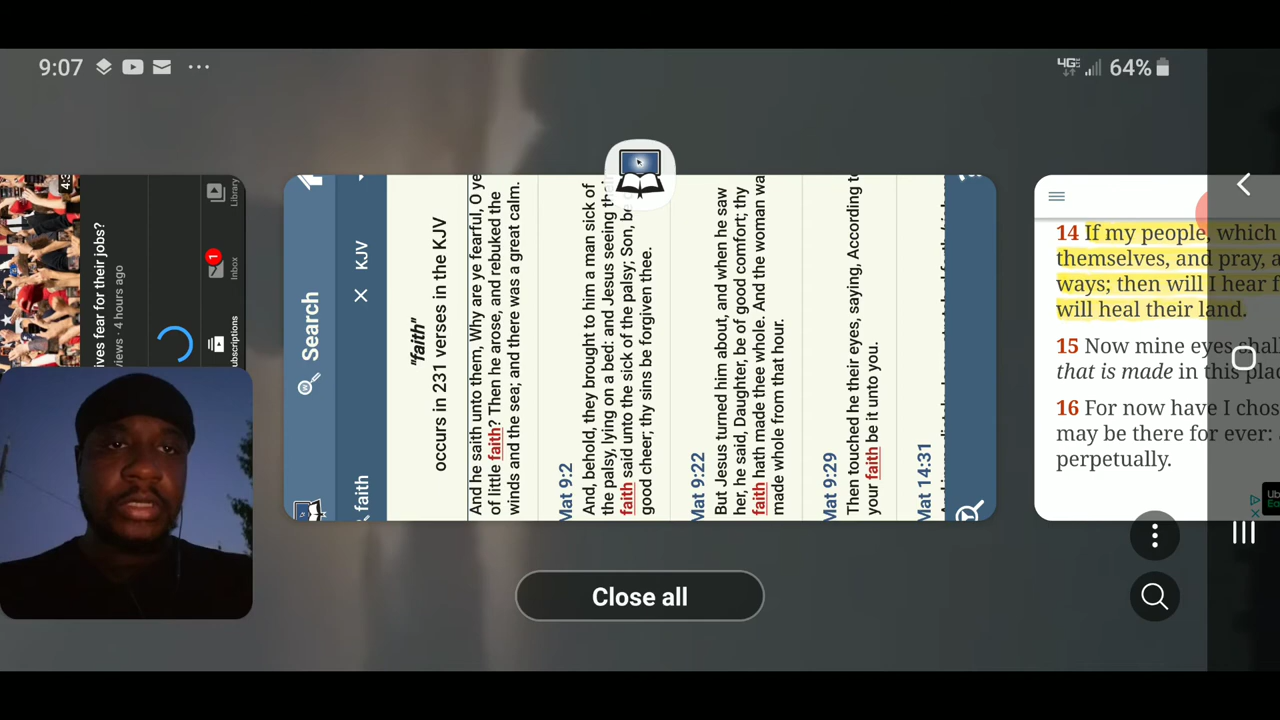 9:07
4G
64%
ives fear for their jobs?
views · 4 hours ago
1
Library
Inbox
ubscriptions
Search
faith
KJV
"faith"
occurs in 231 verses in the KJV
And he saith unto them, Why are ye fearful, O ye
of little faith? Then he arose, and rebuked the
winds and the sea; and there was a great calm.
Mat 9:2
And, behold, they brought to him a man sick of
the palsy, lying on a bed: and Jesus seeing their
faith said unto the sick of the palsy; Son, be
good cheer; thy sins be forgiven thee.
Mat 9:22
But Jesus turned him about, and when he saw
her, he said, Daughter, be of good comfort; thy
faith hath made thee whole. And the woman wa
made whole from that hour.
Mat 9:29
Then touched he their eyes, saying, According t
your faith be it unto you.
Mat 14:31
14 If my people, which
themselves, and pray, a
ways; then will I hear f
will heal their land.
15 Now mine eyes shall
that is made in this plac
16 For now have I chos
may be there for ever:
perpetually.
Close all